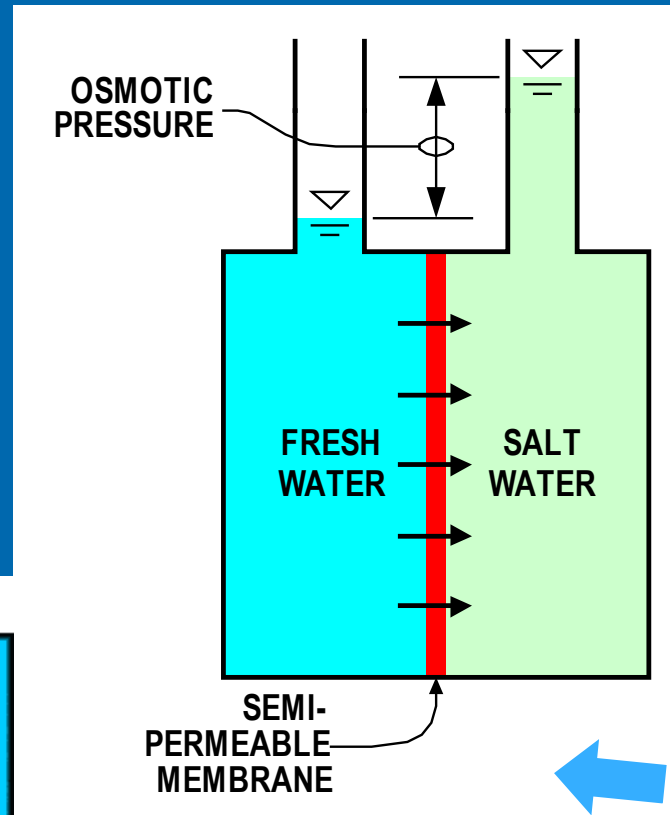 OSMOTIC
PRESSURE
FRESH
WATER
SALT
WATER
SEMI-
PERMEABLE
MEMBRANE